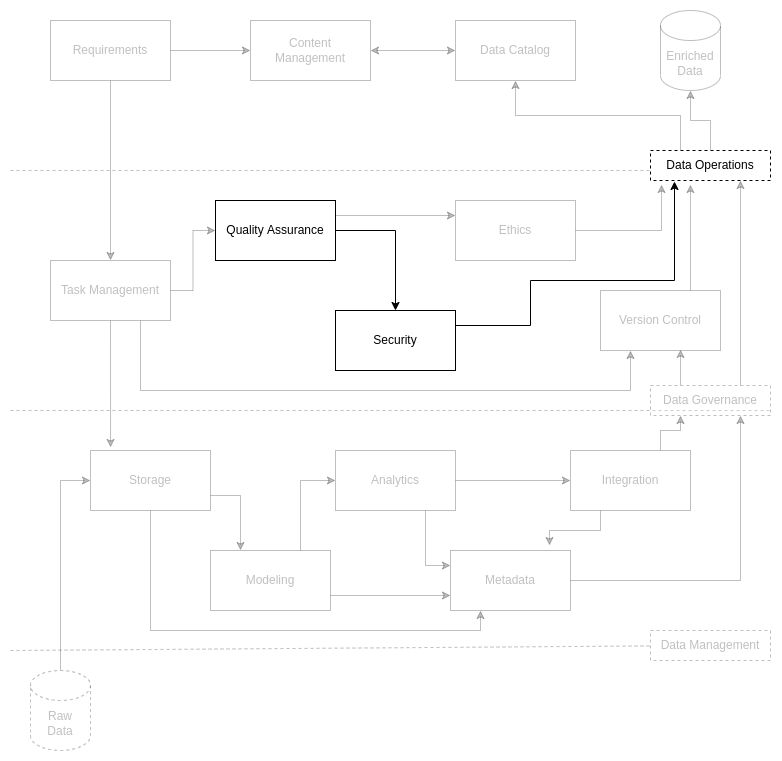 Requirements
Content
Management
Data Catalog
Enriched
Data
Data Operations
Quality Assurance
Ethics
Task Management
Security
Version Control
Data Governance
Storage
Analytics
Integration
Modeling
Metadata
Data Management
Raw
Data